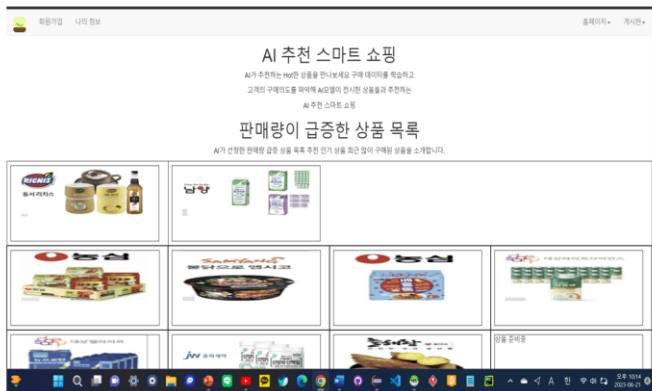 회원가입 나의 정보 홈페이지 게시판
AI 추천 스마트 쇼핑
AI가 추천하는 Hot한 상품을 만나보세요 구매 데이터를 학습하고
고객의 구매의도를 파악해 AI모델이 전시한 상품들과 추천하는
AI 추천 스마트 쇼핑
판매량이 급증한 상품 목록
AI가 선정한 판매량 급증 상품 목록 추천 인기 상품 최근 많이 구매된 상품을 소개합니다.
RICHIS
동서 리치스
남양
농심
SAMYANG
불닭으로 맵시고
농심
상품 준비중
jw 중외제약
오후 10:14
2023-06-21